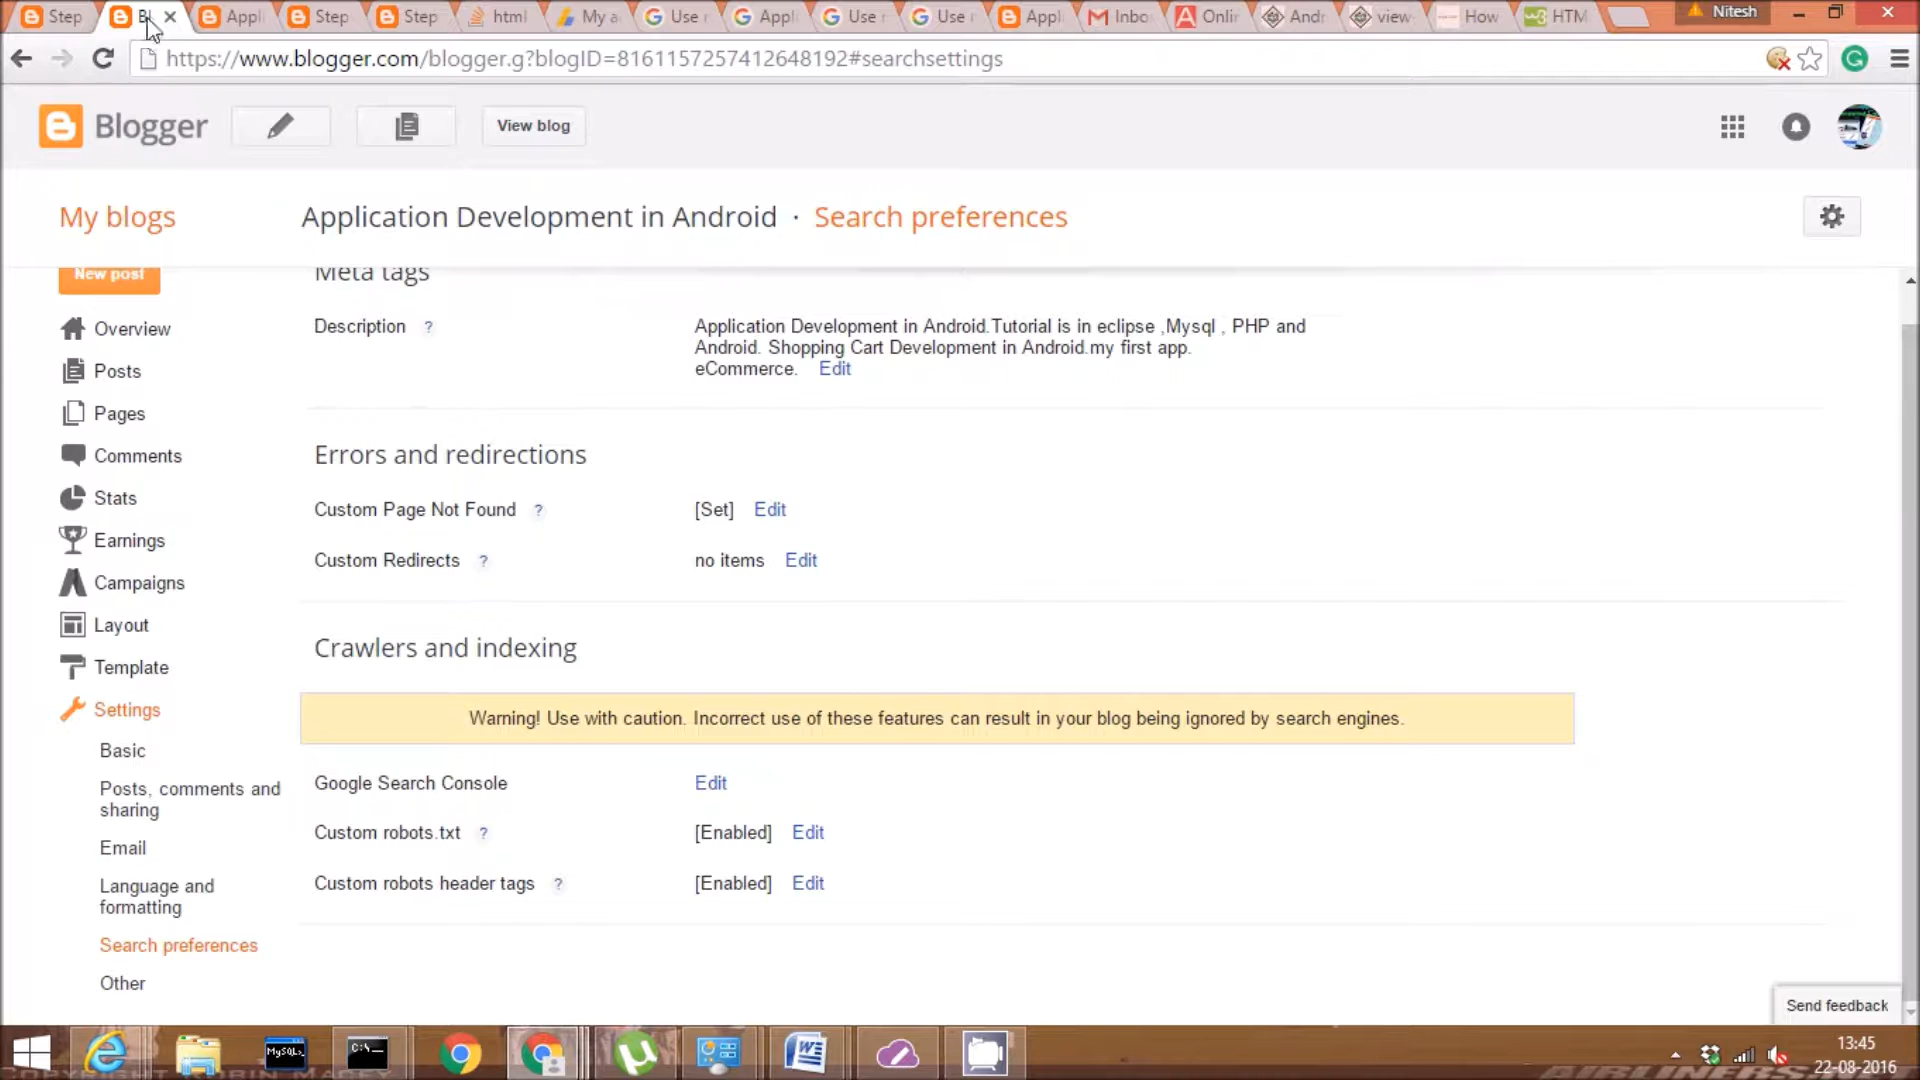 Step
B
Appli
Step
Step
html
My a
Use
Appl
Use
Use
Appl
Inbo
Onli
Andr
view
How
HTM
Nitesh
https://www.blogger.com/blogger.g?blogID=8161157257412648192#searchsettings
Blogger
View blog
My blogs
Application Development in Android · Search preferences
New post
Meta tags
Overview
Description ?
Application Development in Android.Tutorial is in eclipse ,Mysql , PHP and
Android. Shopping Cart Development in Android.my first app.
eCommerce. Edit
Posts
Pages
Comments
Errors and redirections
Stats
Custom Page Not Found ? [Set] Edit
Earnings
Custom Redirects ? no items Edit
Campaigns
Layout
Crawlers and indexing
Template
Settings
Warning! Use with caution. Incorrect use of these features can result in your blog being ignored by search engines.
Basic
Posts, comments and
sharing
Google Search Console Edit
Custom robots.txt ? [Enabled] Edit
Email
Custom robots header tags ? [Enabled] Edit
Language and
formatting
Search preferences
Other
Send feedback
MySQL
C:\
13:45
22-08-2016